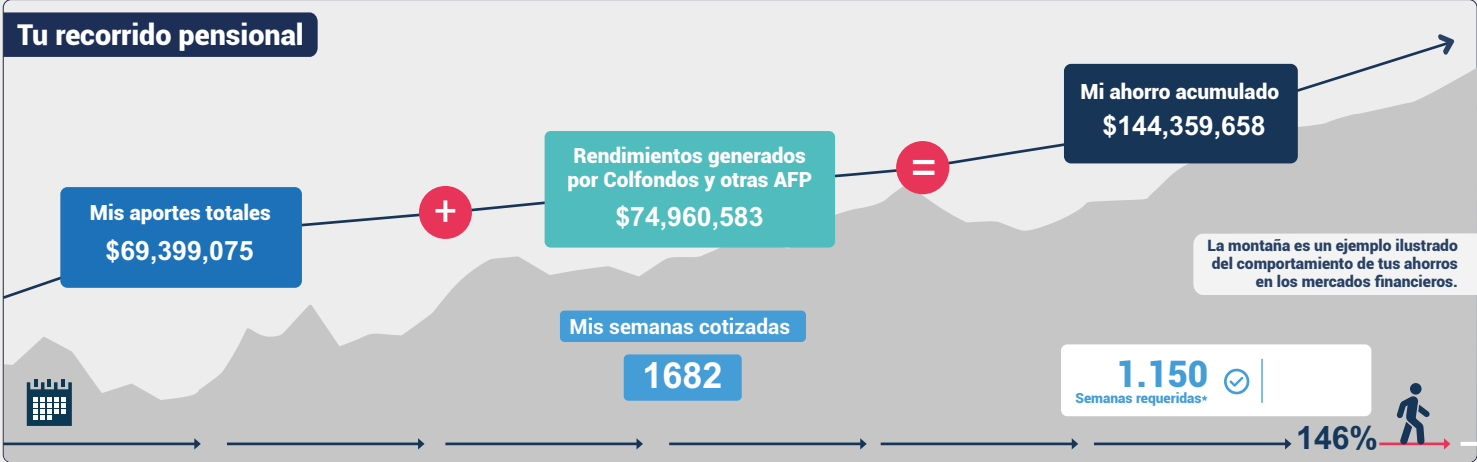 Tu recorrido pensional
Mi ahorro acumulado
$144,359,658
Rendimientos generados
por Colfondos y otras AFP
$74,960,583
=
+
Mis aportes totales
$69,399,075
La montaña es un ejemplo ilustrado
del comportamiento de tus ahorros
en los mercados financieros.
Mis semanas cotizadas
1682
1.150
Semanas requeridas*
146%